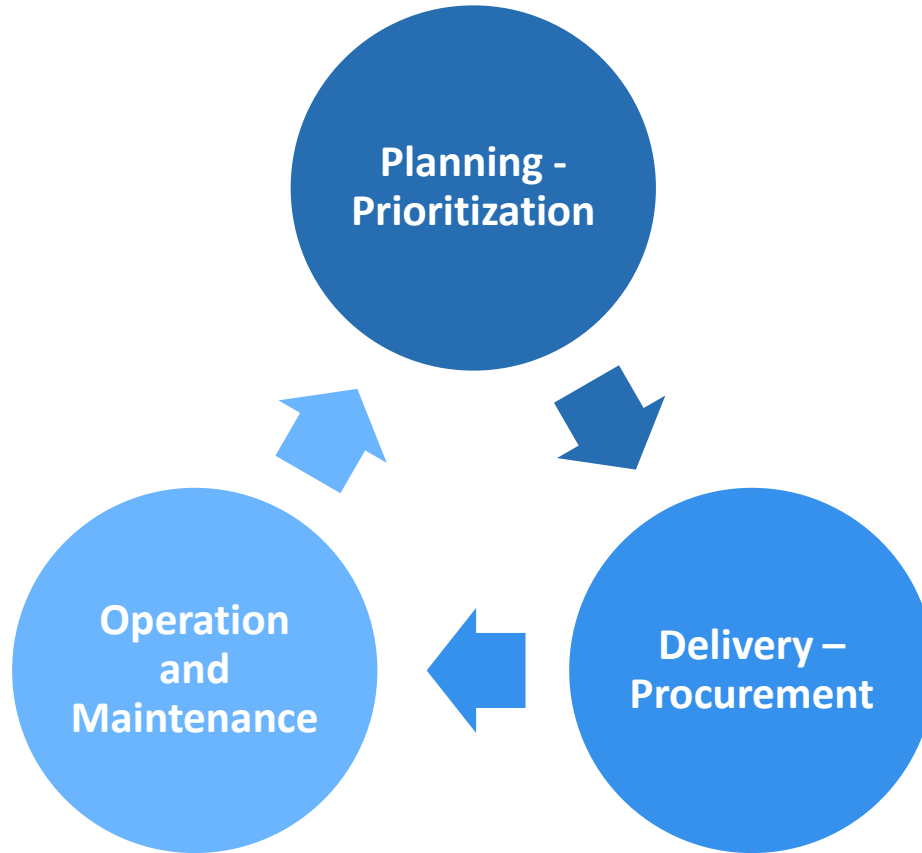 Planning -
Prioritization
Delivery –
Procurement
Operation
and
Maintenance